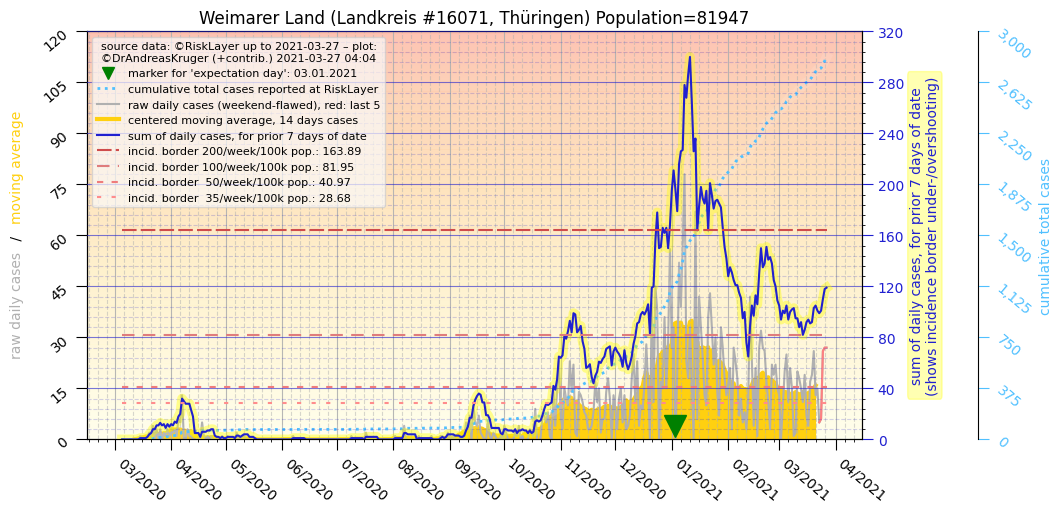 Weimarer Land (Landkreis #16071, Thüringen) Population=81947
source data: ©RiskLayer up to 2021-03-27 – plot:
©DrAndreasKruger (+contrib.) 2021-03-27 04:04
marker for 'expectation day': 03.01.2021
cumulative total cases reported at RiskLayer
raw daily cases (weekend-flawed), red: last 5
centered moving average, 14 days cases
sum of daily cases, for prior 7 days of date
incid. border 200/week/100k pop.: 163.89
incid. border 100/week/100k pop.: 81.95
incid. border  50/week/100k pop.: 40.97
incid. border  35/week/100k pop.: 28.68
raw daily cases / moving average
120
105
90
75
60
45
30
15
0
03/2020
04/2020
05/2020
06/2020
07/2020
08/2020
09/2020
10/2020
11/2020
12/2020
01/2021
02/2021
03/2021
04/2021
320
280
240
200
160
120
80
40
0
sum of daily cases, for prior 7 days of date
(shows incidence border under-/overshooting)
3,000
2,625
2,250
1,875
1,500
1,125
750
375
0
cumulative total cases